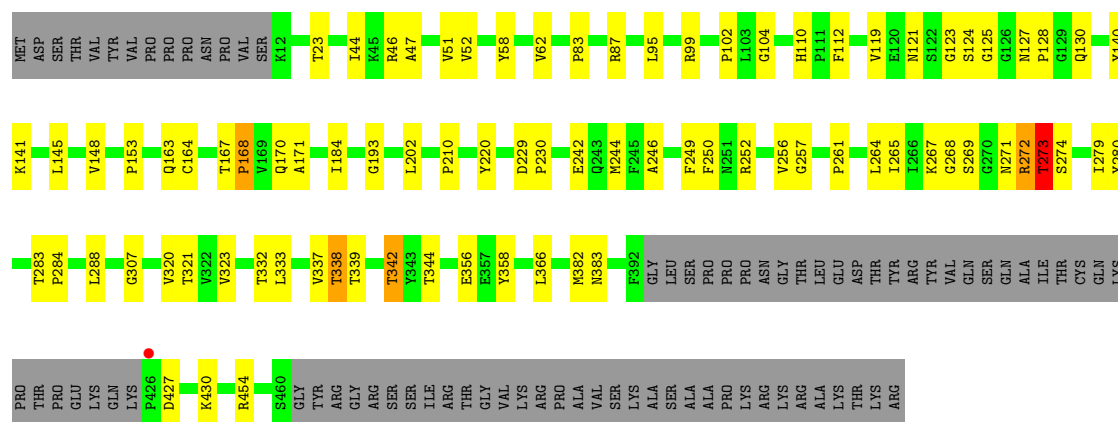 MET ASP SER THR VAL TYR VAL PRO PRO PRO ASN PRO VAL SER K12 T23 I44 K45 R46 A47 V51 V52 Y58 V62 P83 R87 L95 R99 P102 L103 G104 H110 P111 F112 V119 E120 N121 S122 G123 S124 G125 G126 N127 P128 G129 Q130 Y140
K141 L145 V148 P153 Q163 C164 T167 P168 V169 Q170 A171 I184 G193 L202 P210 Y220 D229 P230 E242 Q243 M244 F245 A246 F249 F250 N251 R252 V256 G257 P261 L264 I265 I266 K267 G268 S269 G270 N271 R272 T273 S274 I279 Y280
T283 P284 L288 G307 V320 T321 V322 V323 T332 L333 V337 T338 T339 T342 Y343 T344 E356 E357 Y358 L366 M382 N383 F392 GLY LEU SER PRO PRO PRO ASN GLY THR LEU GLU ASP THR TYR ARG TYR VAL GLN SER GLN ALA ILE THR CYS GLN LYS
PRO THR PRO GLU LYS GLN LYS P426 D427 K430 R454 S460 GLY TYR ARG GLY ARG SER SER ILE ARG THR GLY VAL LYS ARG PRO ALA VAL SER LYS ALA SER ALA ALA PRO LYS ARG LYS ARG ALA LYS THR LYS ARG